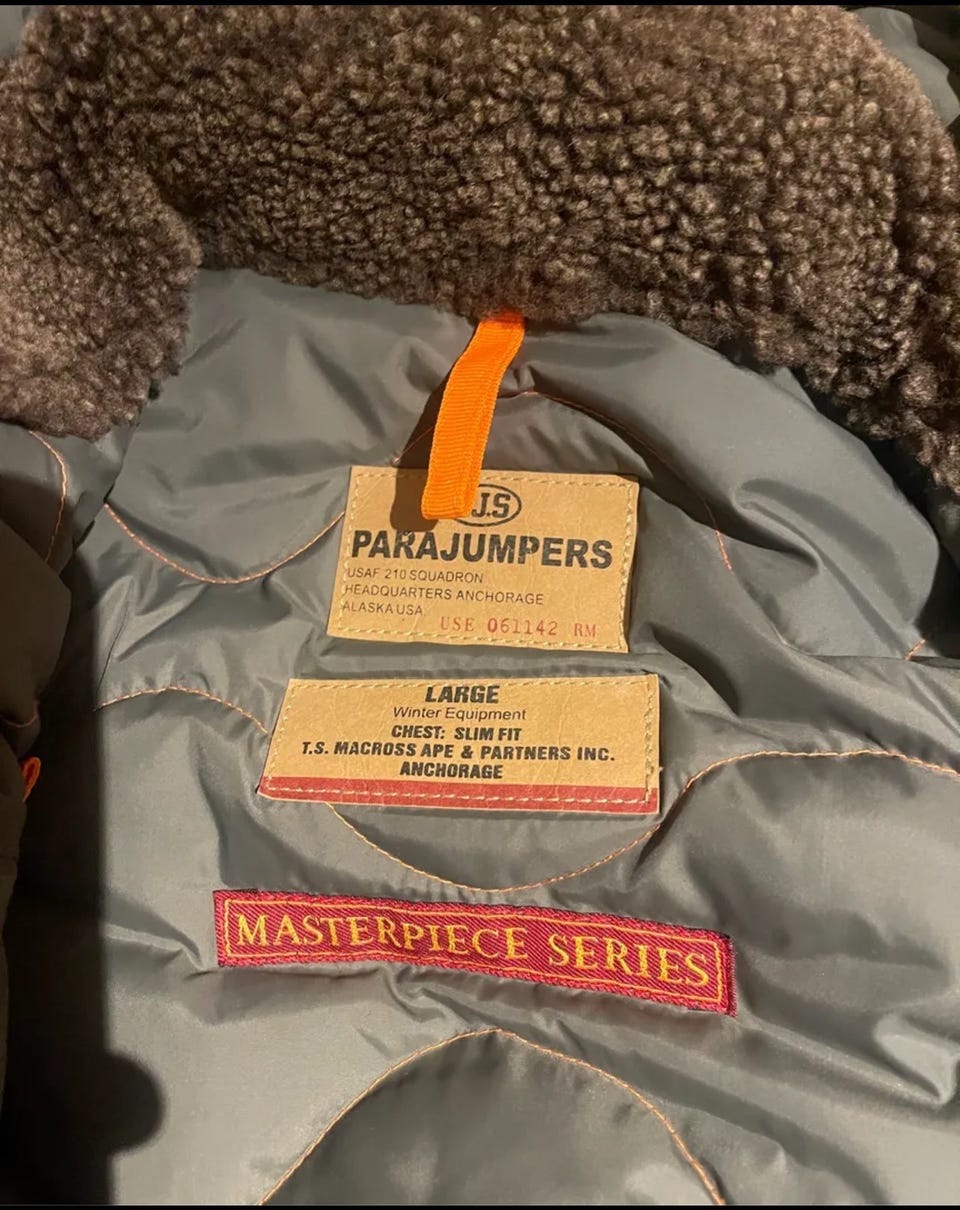 J.S
PARAJUMPERS
USAF 210 SQUADRON
HEADQUARTERS ANCHORAGE
ALASKA USA
USE 061142 RM
LARGE
Winter Equipment
CHEST: SLIM FIT
T.S. MACROSS APE & PARTNERS INC.
ANCHORAGE
MASTERPIECE SERIES